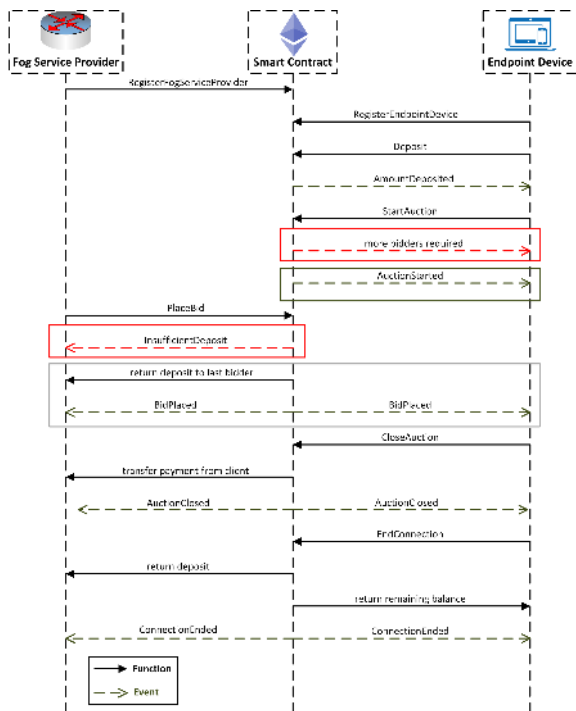 Fog Service Provider
Smart Contract
Endpoint Device
RegisterFogServiceProvider
RegisterEndpointDevice
Deposit
AmountDeposited
StartAuction
more bidders required
AuctionStarted
PlaceBid
InsufficientDeposit
return deposit to last bidder
BidPlaced
BidPlaced
CloseAuction
transfer payment from client
AuctionClosed
AuctionClosed
EndConnection
return deposit
return remaining balance
ConnectionEnded
ConnectionEnded
Function
Event